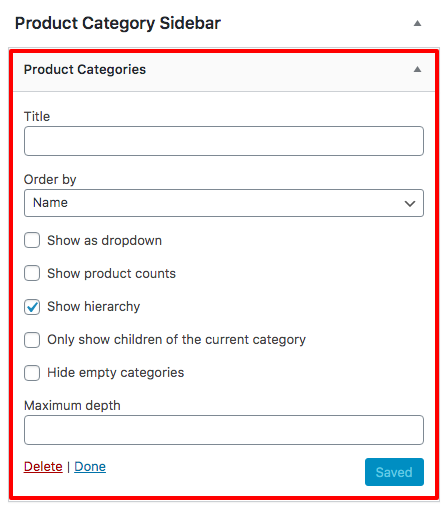 Product Category Sidebar
Product Categories
Title
Order by
Name
Show as dropdown
Show product counts
Show hierarchy
Only show children of the current category
Hide empty categories
Maximum depth
Delete | Done
Saved